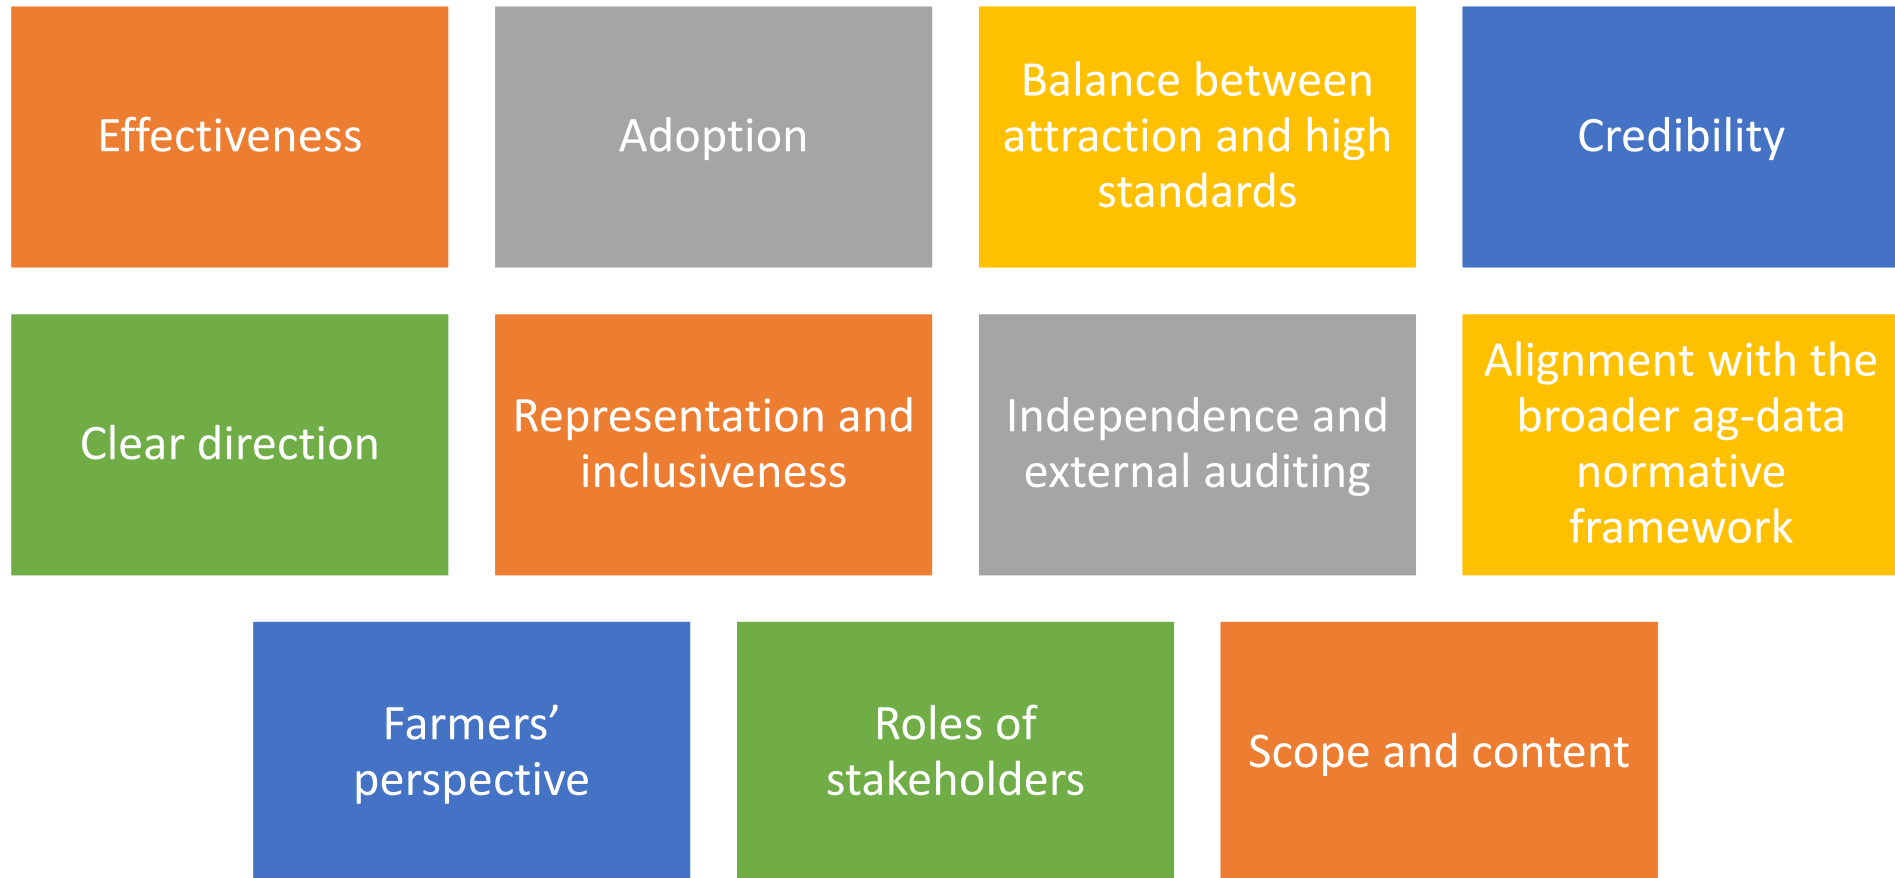 Effectiveness
Adoption
Balance between
attraction and high
standards
Credibility
Clear direction
Representation and
inclusiveness
Independence and
external auditing
Alignment with the
broader ag-data
normative
framework
Farmers’
perspective
Roles of
stakeholders
Scope and content